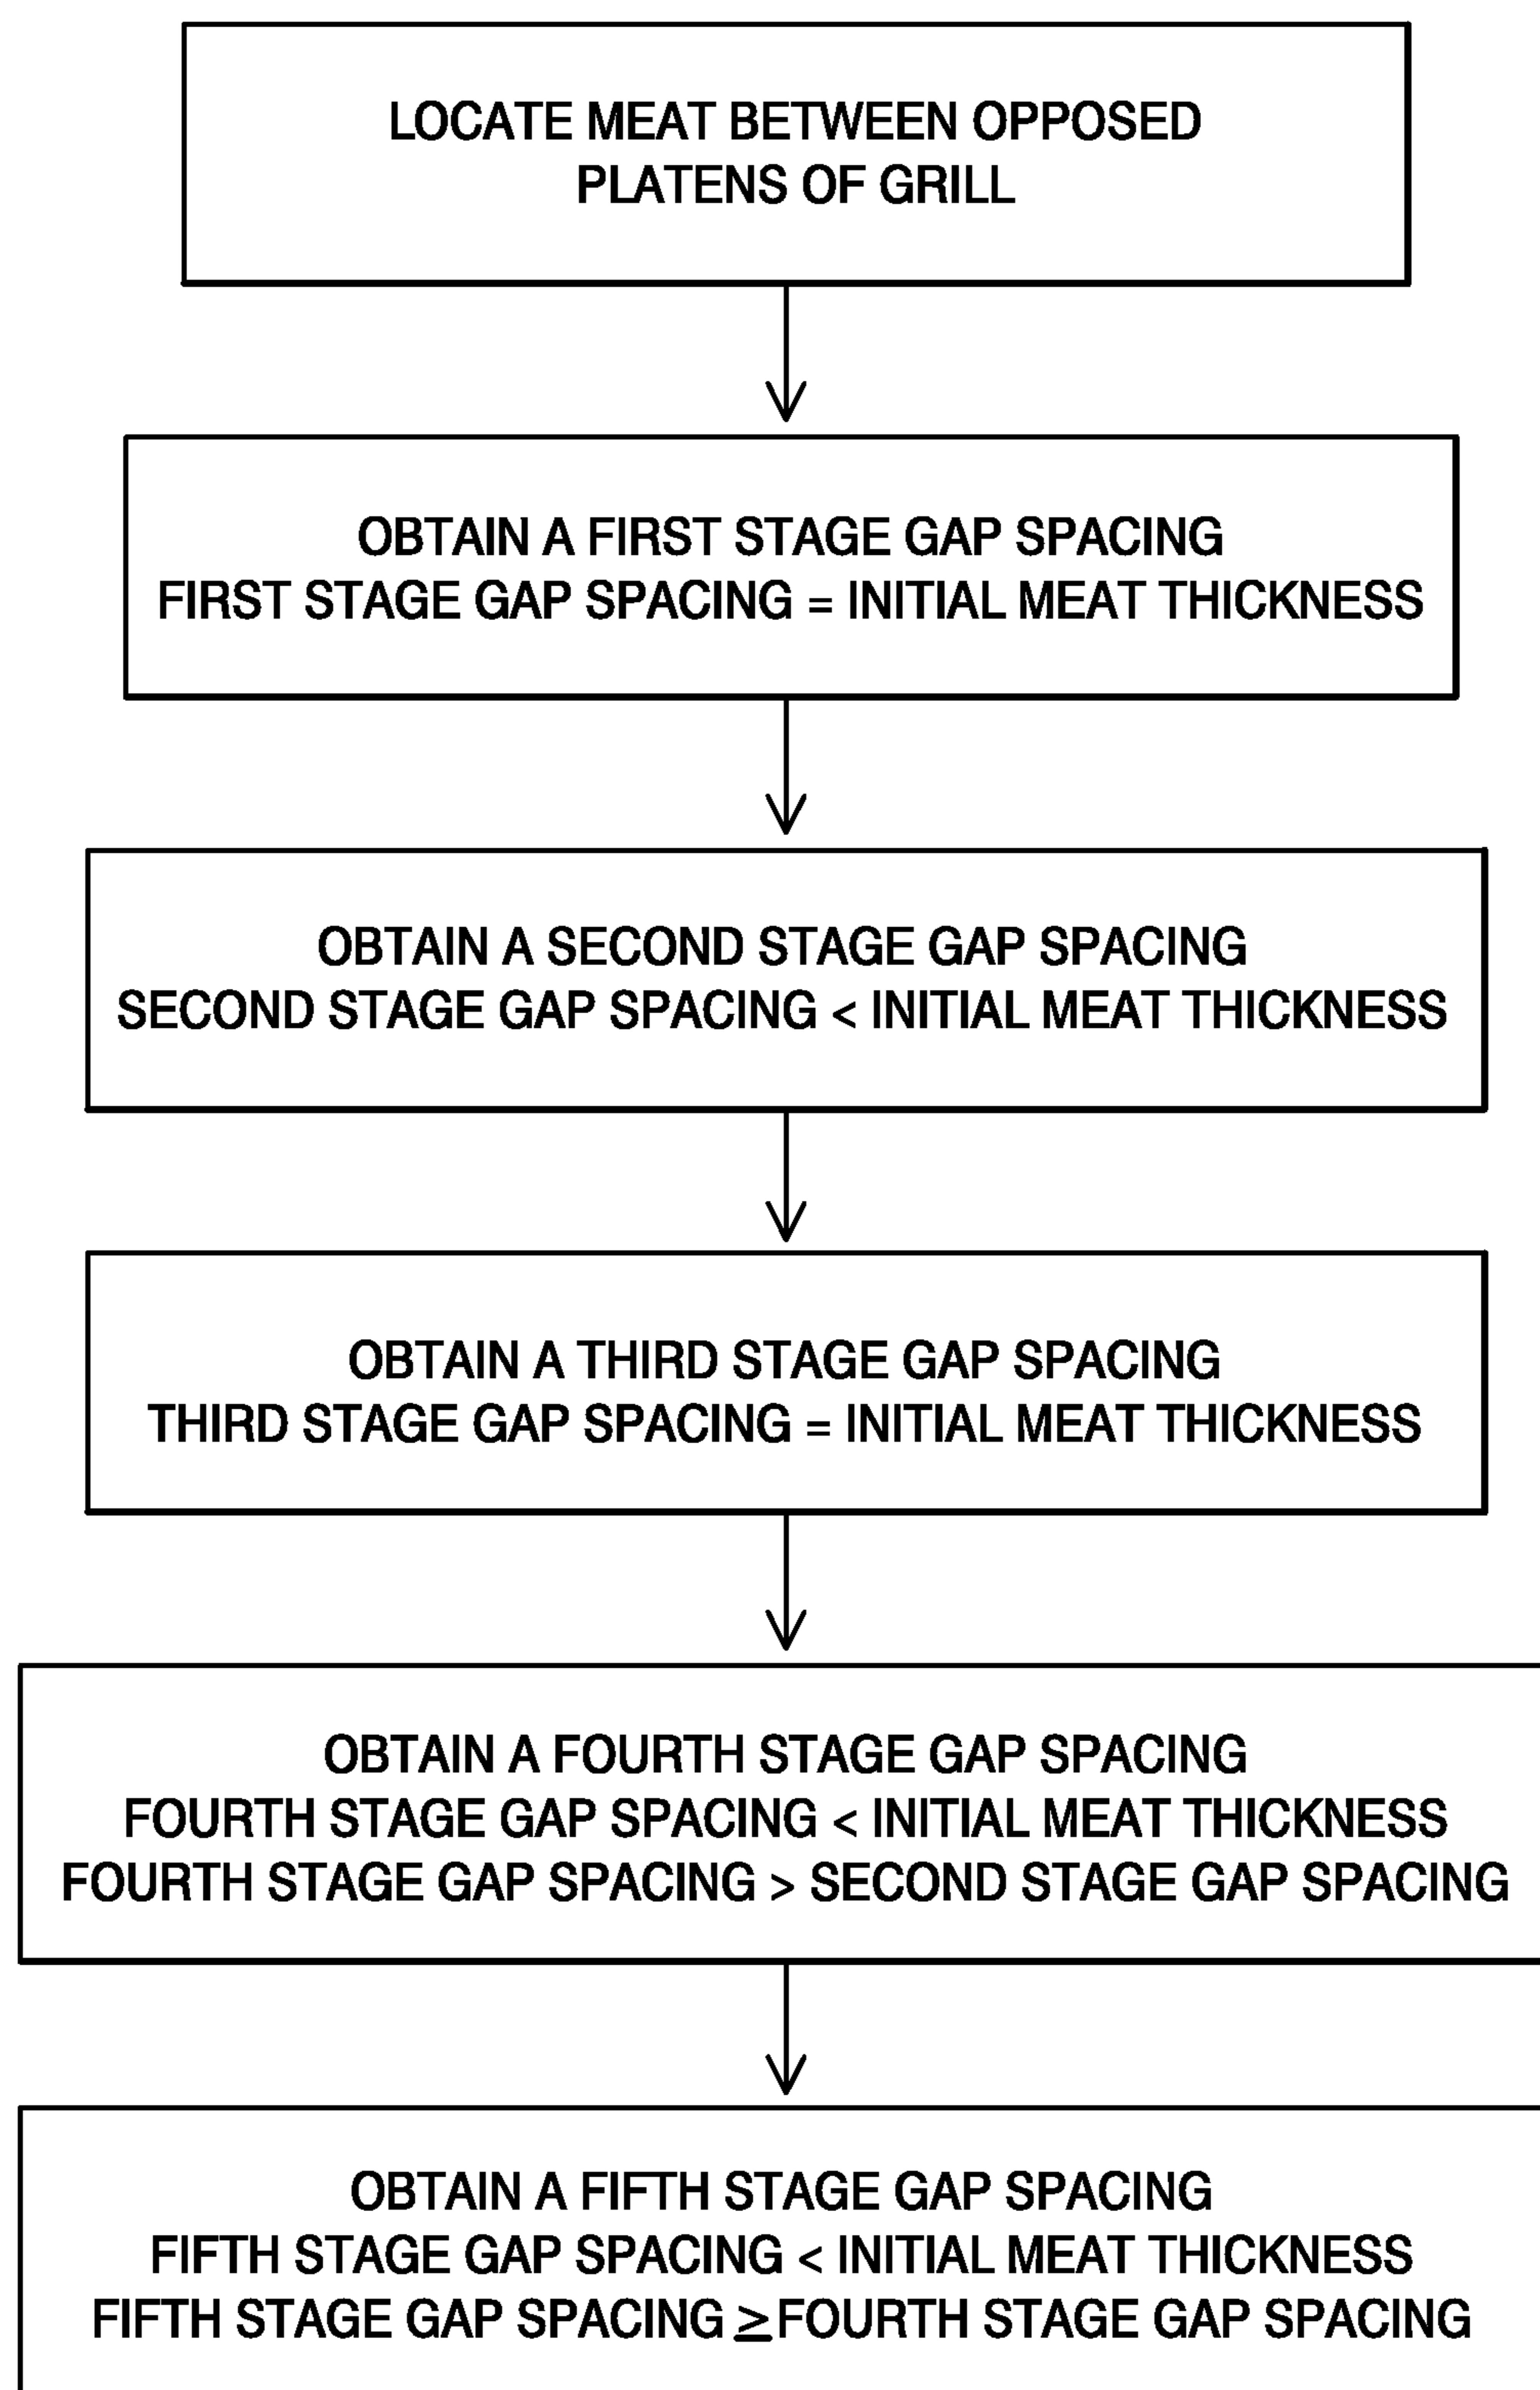 LOCATE MEAT BETWEEN OPPOSED
PLATENS OF GRILL
OBTAIN A FIRST STAGE GAP SPACING
FIRST STAGE GAP SPACING = INITIAL MEAT THICKNESS
OBTAIN A SECOND STAGE GAP SPACING
SECOND STAGE GAP SPACING < INITIAL MEAT THICKNESS
OBTAIN A THIRD STAGE GAP SPACING
THIRD STAGE GAP SPACING = INITIAL MEAT THICKNESS
OBTAIN A FOURTH STAGE GAP SPACING
FOURTH STAGE GAP SPACING < INITIAL MEAT THICKNESS
FOURTH STAGE GAP SPACING > SECOND STAGE GAP SPACING
OBTAIN A FIFTH STAGE GAP SPACING
FIFTH STAGE GAP SPACING < INITIAL MEAT THICKNESS
FIFTH STAGE GAP SPACING ≥ FOURTH STAGE GAP SPACING